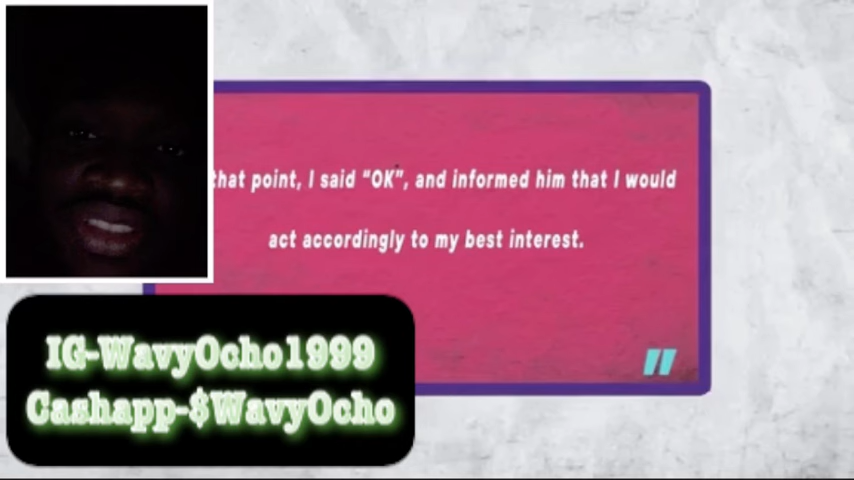 that point, I said “OK”, and informed him that I would
act accordingly to my best interest.
"
IG-WavyOcho1999
Cashapp-$WavyOcho